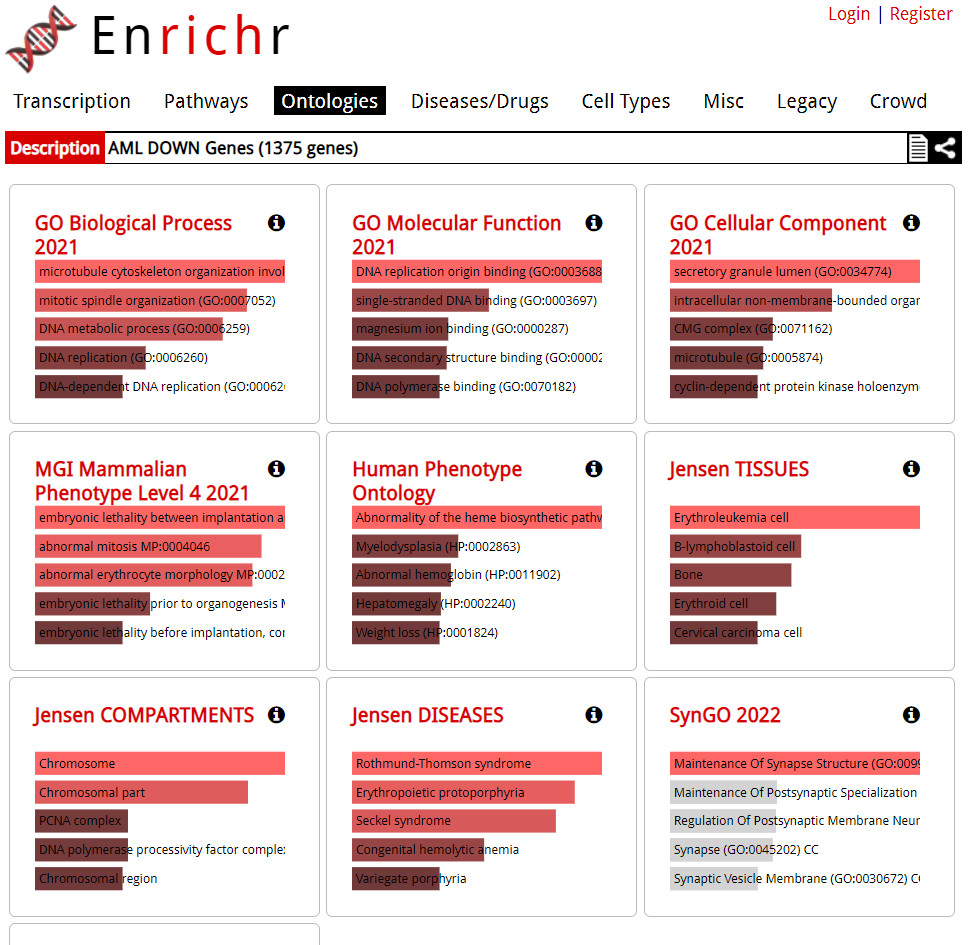 Enrichr
Login | Register
Transcription Pathways Ontologies Diseases/Drugs Cell Types Misc Legacy Crowd
Description AML DOWN Genes (1375 genes)
GO Biological Process
2021
microtubule cytoskeleton organization invol
mitotic spindle organization (GO:0007052)
DNA metabolic process (GO:0006259)
DNA replication (GO:0006260)
DNA-dependent DNA replication (GO:00062
GO Molecular Function
2021
DNA replication origin binding (GO:0003688
single-stranded DNA binding (GO:0003697)
magnesium ion binding (GO:0000287)
DNA secondary structure binding (GO:0000
DNA polymerase binding (GO:0070182)
GO Cellular Component
2021
secretory granule lumen (GO:0034774)
intracellular non-membrane-bounded organ
CMG complex (GO:0071162)
microtubule (GO:0005874)
cyclin-dependent protein kinase holoenzym
MGI Mammalian
Phenotype Level 4 2021
embryonic lethality between implantation a
abnormal mitosis MP:0004046
abnormal erythrocyte morphology MP:0002
embryonic lethality prior to organogenesis
embryonic lethality before implantation, co
Human Phenotype
Ontology
Abnormality of the heme biosynthetic pathw
Myelodysplasia (HP:0002863)
Abnormal hemoglobin (HP:0011902)
Hepatomegaly (HP:0002240)
Weight loss (HP:0001824)
Jensen TISSUES
Erythroleukemia cell
B-lymphoblastoid cell
Bone
Erythroid cell
Cervical carcinoma cell
Jensen COMPARTMENTS
Chromosome
Chromosomal part
PCNA complex
DNA polymerase processivity factor complex
Chromosomal region
Jensen DISEASES
Rothmund-Thomson syndrome
Erythropoietic protoporphyria
Seckel syndrome
Congenital hemolytic anemia
Variegate porphyria
SynGO 2022
Maintenance Of Synapse Structure (GO:009
Maintenance Of Postsynaptic Specialization
Regulation Of Postsynaptic Membrane Neur
Synapse (GO:0045202) CC
Synaptic Vesicle Membrane (GO:0030672) C